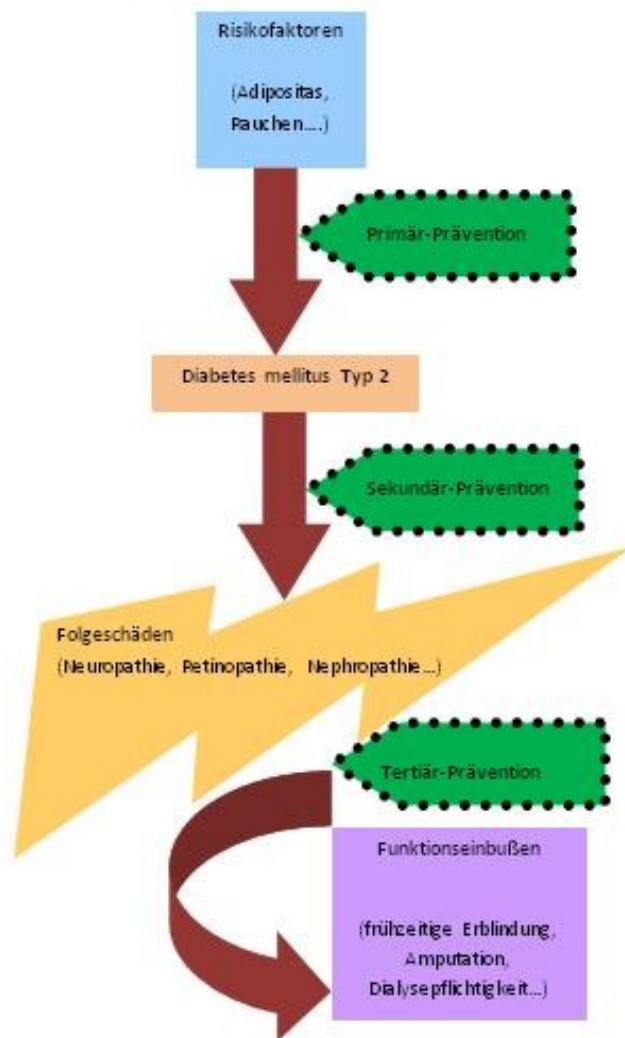 Risikofaktoren
(Adipositas,
Rauchen....)
Primär-Prävention
Diabetes mellitus Typ 2
Sekundär-Prävention
Folgeschäden
(Neuropathie, Retinopathie, Nephropathie...)
Tertiär-Prävention
Funktionseinbußen
(frühzeitige Erblindung,
Amputation,
Dialysepflichtigkeit...)